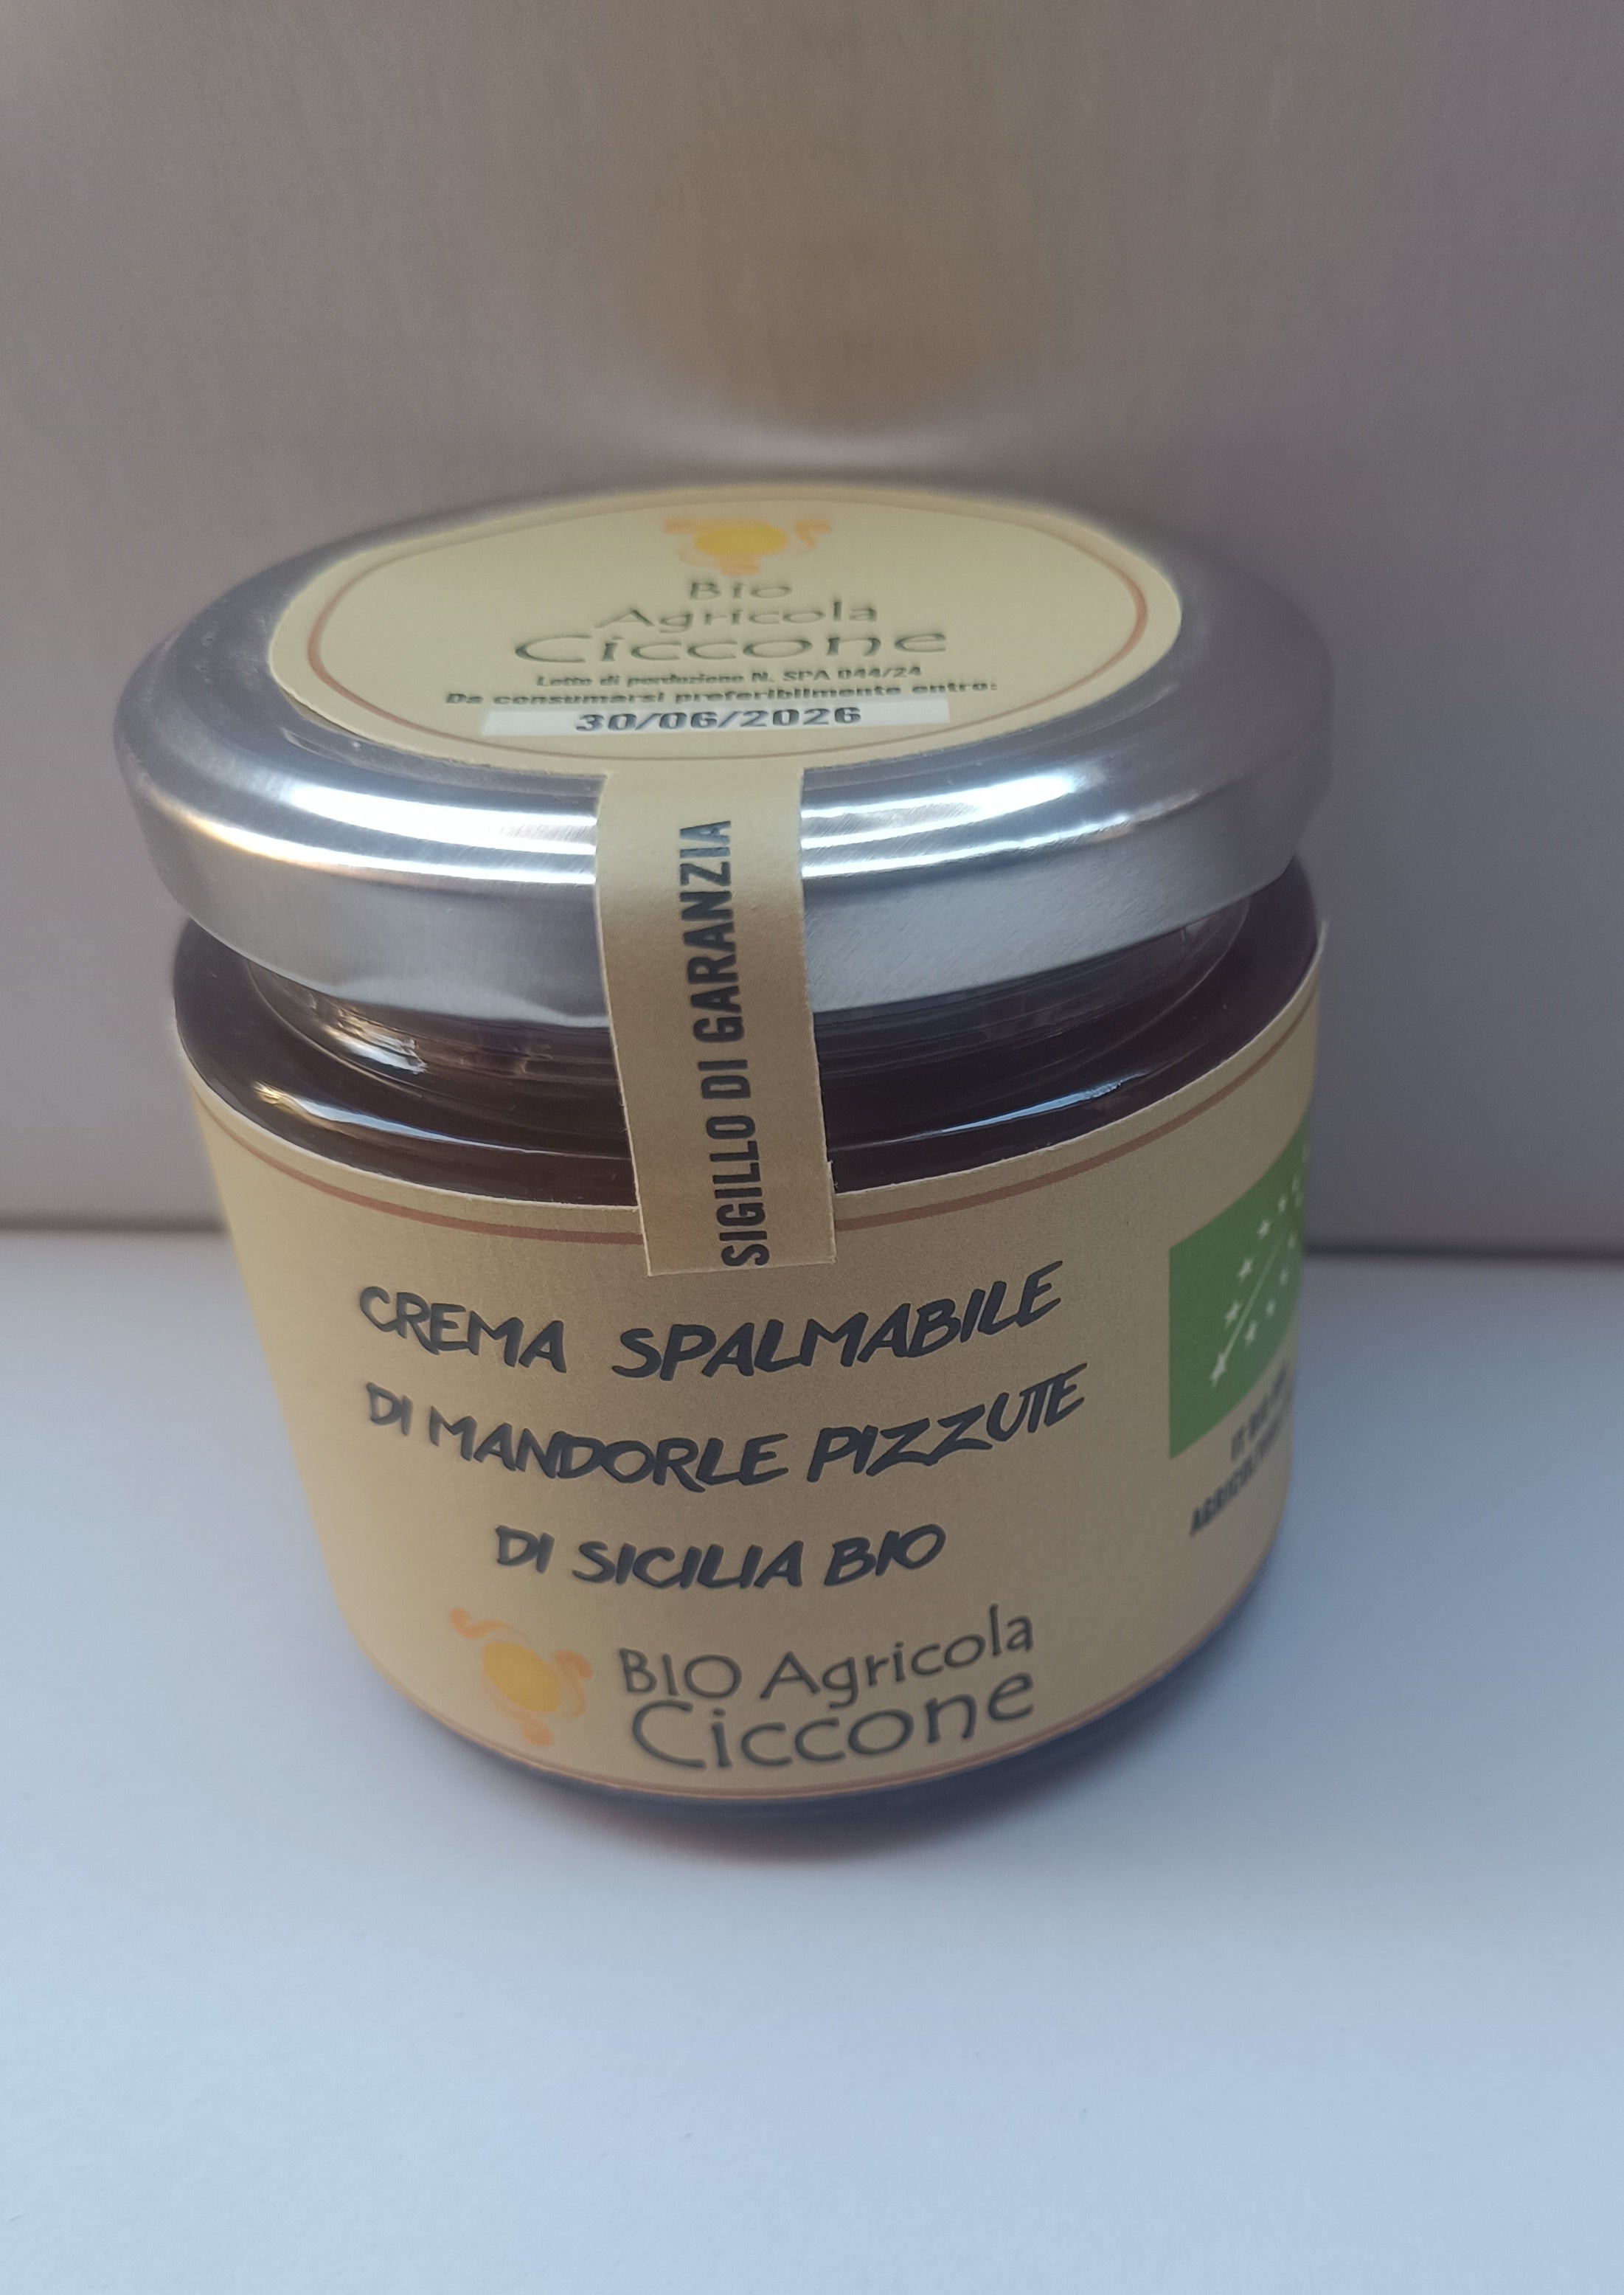 Bio
Agricola
Ciccone
Lotto di porduzione N. SPA 044/24
Da consumarsi preferibilmente entro:
30/06/2026
SIGILLO DI GARANZIA
CREMA SPALMABILE
DI MANDORLE PIZZUTE
DI SICILIA BIO
BIO Agricola
Ciccone